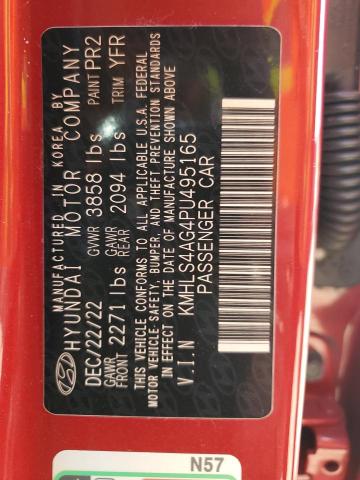 MANUFACTURED IN KOREA BY
HYUNDAI MOTOR COMPANY
DEC/22/22 GVWR 3858 lbs PAINT PR2
GAWR FRONT 2271 lbs GAWR REAR 2094 lbs TRIM YFR
THIS VEHICLE CONFORMS TO ALL APPLICABLE U.S.A. FEDERAL
MOTOR VEHICLE-SAFETY, BUMPER, AND THEFT PREVENTION STANDARDS
IN EFFECT ON THE DATE OF MANUFACTURE SHOWN ABOVE
V.I.N KMHLS4AG4PU495165
PASSENGER CAR
N57